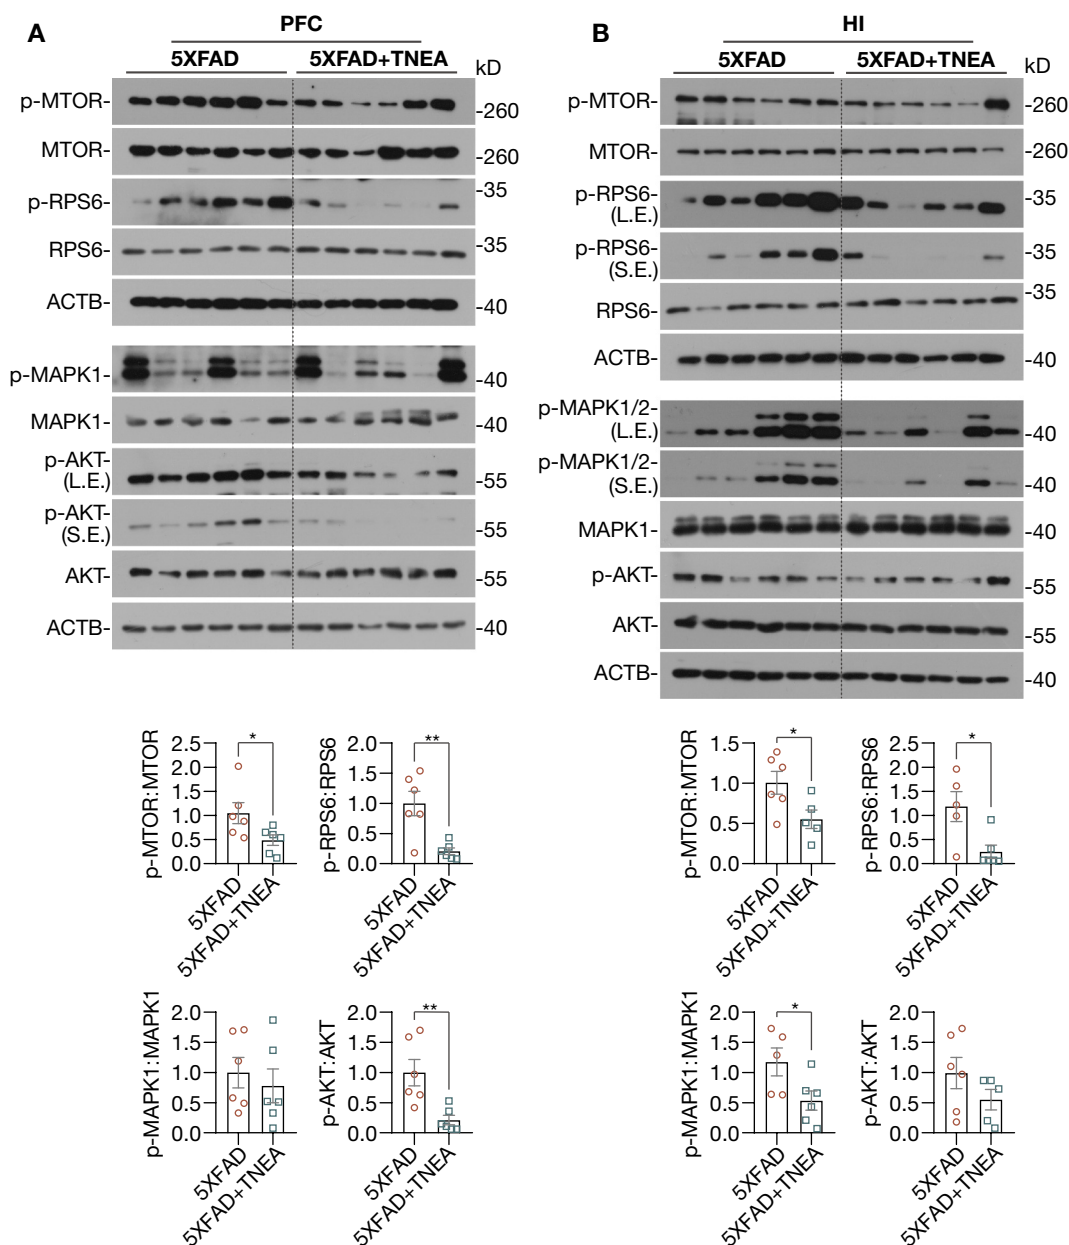 A
PFC
5XFAD 5XFAD+TNEA kD
p-MTOR- -260
MTOR- -260
p-RPS6- -35
RPS6- -35
ACTB- -40
p-MAPK1- -40
MAPK1- -40
p-AKT-
(L.E.) -55
p-AKT-
(S.E.) -55
AKT- -55
ACTB- -40
B
HI
5XFAD 5XFAD+TNEA kD
p-MTOR- -260
MTOR- -260
p-RPS6- -35
(L.E.)
p-RPS6- -35
(S.E.)
RPS6- -35
ACTB- -40
p-MAPK1/2-
(L.E.) -40
p-MAPK1/2-
(S.E.) -40
MAPK1- -40
p-AKT- -55
AKT- -55
ACTB- -40
p-MTOR:MTOR
2.5
2.0
1.5
1.0
0.5
0.0
*
5XFAD
5XFAD+TNEA
p-RPS6:RPS6
2.0
1.5
1.0
0.5
0.0
**
5XFAD
5XFAD+TNEA
p-MTOR:MTOR
1.5
1.0
0.5
0.0
*
5XFAD
5XFAD+TNEA
p-RPS6:RPS6
2.5
2.0
1.5
1.0
0.5
0.0
*
5XFAD
5XFAD+TNEA
p-MAPK1:MAPK1
2.0
1.5
1.0
0.5
0.0
5XFAD
5XFAD+TNEA
p-AKT:AKT
2.0
1.5
1.0
0.5
0.0
**
5XFAD
5XFAD+TNEA
p-MAPK1:MAPK1
2.0
1.5
1.0
0.5
0.0
*
5XFAD
5XFAD+TNEA
p-AKT:AKT
2.0
1.5
1.0
0.5
0.0
5XFAD
5XFAD+TNEA